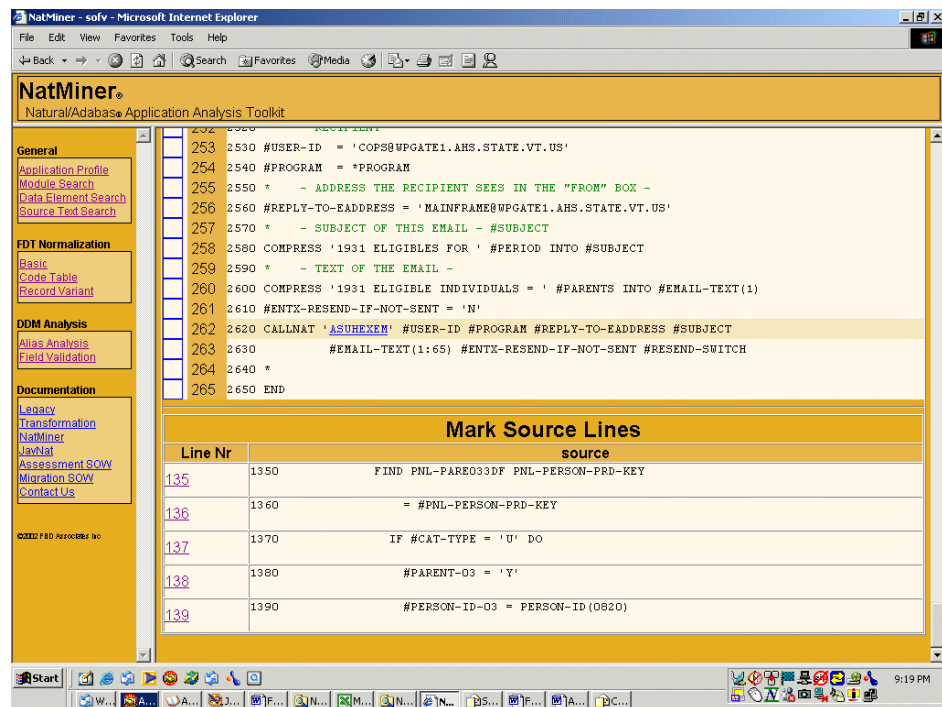 NatMiner - sofv - Microsoft Internet Explorer
File Edit View Favorites Tools Help
Back Search Favorites Media
NatMiner®
Natural/Adabas® Application Analysis Toolkit
General
Application Profile
Module Search
Data Element Search
Source Text Search
FDT Normalization
Basic
Code Table
Record Variant
DDM Analysis
Alias Analysis
Field Validation
Documentation
Legacy
Transformation
NatMiner
JavNat
Assessment SOW
Migration SOW
Contact Us
©2002 FBD Associates Inc
252 2520 RECIPIENT
253 2530 #USER-ID = 'COPS@WPGATE1.AHS.STATE.VT.US'
254 2540 #PROGRAM = *PROGRAM
255 2550 * - ADDRESS THE RECIPIENT SEES IN THE "FROM" BOX -
256 2560 #REPLY-TO-EADDRESS = 'MAINFRAME@WPGATE1.AHS.STATE.VT.US'
257 2570 * - SUBJECT OF THIS EMAIL - #SUBJECT
258 2580 COMPRESS '1931 ELIGIBLES FOR ' #PERIOD INTO #SUBJECT
259 2590 * - TEXT OF THE EMAIL -
260 2600 COMPRESS '1931 ELIGIBLE INDIVIDUALS = ' #PARENTS INTO #EMAIL-TEXT(1)
261 2610 #ENTX-RESEND-IF-NOT-SENT = 'N'
262 2620 CALLNAT 'ASUHEXEM' #USER-ID #PROGRAM #REPLY-TO-EADDRESS #SUBJECT
263 2630 #EMAIL-TEXT(1:65) #ENTX-RESEND-IF-NOT-SENT #RESEND-SWITCH
264 2640 *
265 2650 END
Mark Source Lines
Line Nr source
135 1350 FIND PNL-PARE033DF PNL-PERSON-PRD-KEY
136 1360 = #PNL-PERSON-PRD-KEY
137 1370 IF #CAT-TYPE = 'U' DO
138 1380 #PARENT-03 = 'Y'
139 1390 #PERSON-ID-03 = PERSON-ID(0820)
Start 9:19 PM
W... A... A... J... F... N... M... N... N... S... F... A... C...